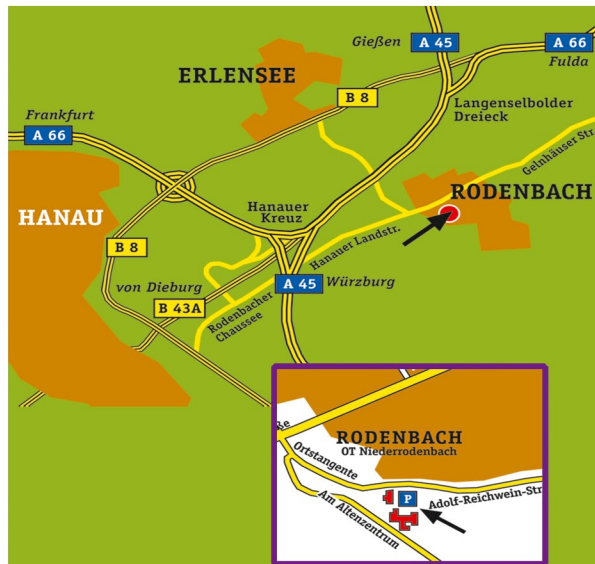 Gießen
A 45
A 66
Fulda
ERLENSEE
B 8
Langenselbolder
Dreieck
Frankfurt
A 66
Gelnhäuser Str.
RODENBACH
HANAU
Hanauer
Kreuz
Hanauer Landstr.
B 8
von Dieburg
A 45
Würzburg
B 43A
Rodenbacher
Chaussee
ße
RODENBACH
OT Niederrodenbach
Ortstangente
P
Adolf-Reichwein-Str
Am Altenzentrum